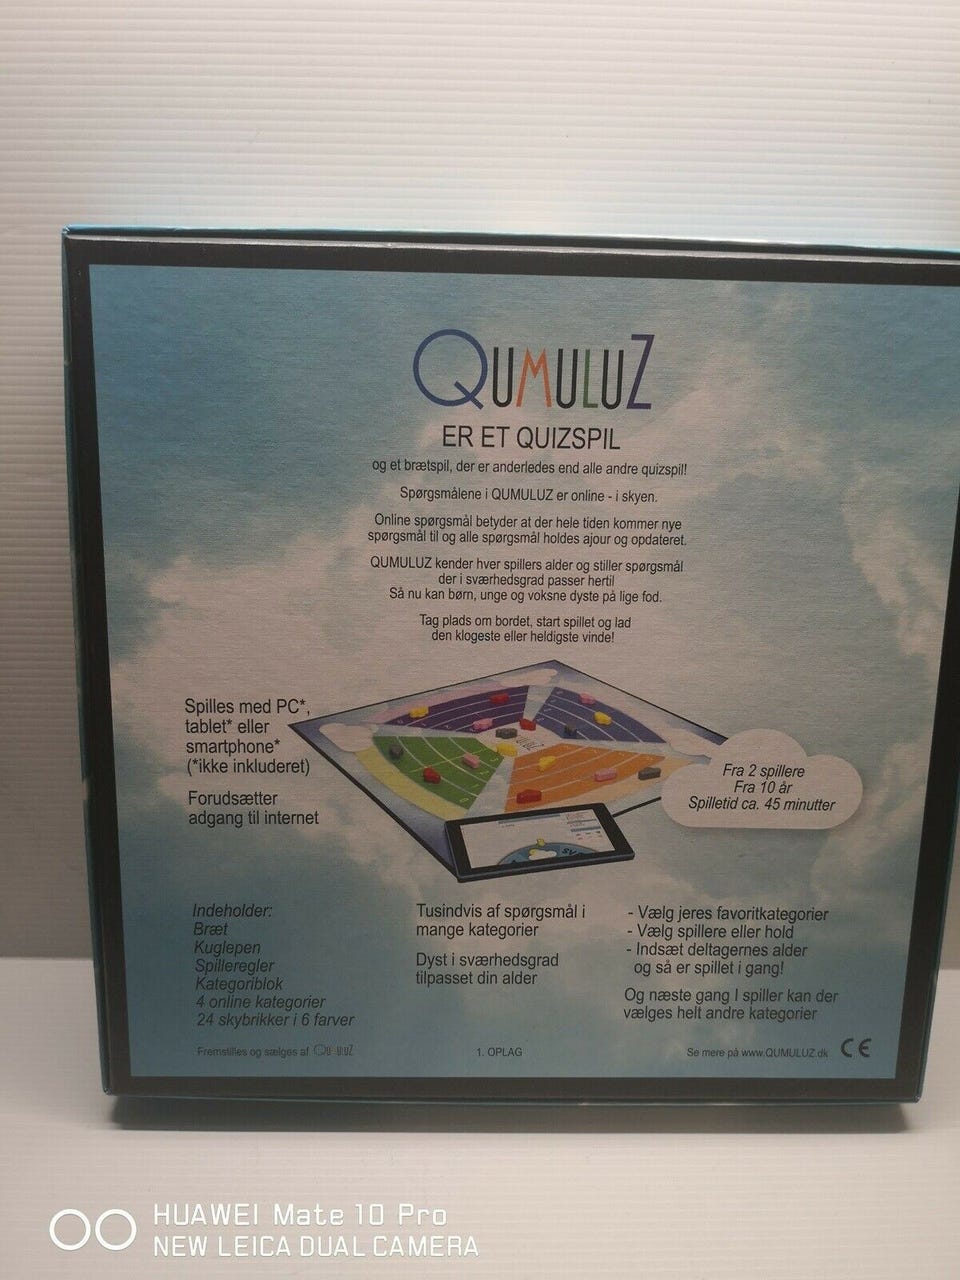 QUMULUZ
ER ET QUIZSPIL
og et brætspil, der er anderledes end alle andre quizspil!
Spørgsmålene i QUMULUZ er online - i skyen.
Online spørgsmål betyder at der hele tiden kommer nye
spørgsmål til og alle spørgsmål holdes ajour og opdateret.
QUMULUZ kender hver spillers alder og stiller spørgsmål
der i sværhedsgrad passer hertil
Så nu kan børn, unge og voksne dyste på lige fod.
Tag plads om bordet, start spillet og lad
den klogeste eller heldigste vinde!
Spilles med PC*,
tablet* eller
smartphone*
(*ikke inkluderet)
Forudsætter
adgang til internet
Fra 2 spillere
Fra 10 år
Spilletid ca. 45 minutter
Indeholder:
Bræt
Kuglepen
Spilleregler
Kategoriblok
4 online kategorier
24 skybrikker i 6 farver
Tusindvis af spørgsmål i
mange kategorier
Dyst i sværhedsgrad
tilpasset din alder
- Vælg jeres favoritkategorier
- Vælg spillere eller hold
- Indsæt deltagernes alder
og så er spillet i gang!
Og næste gang I spiller kan der
vælges helt andre kategorier
Fremstilles og sælges af QUMULUZ
1. OPLAG
Se mere på www.QUMULUZ.dk CE
HUAWEI Mate 10 Pro
NEW LEICA DUAL CAMERA